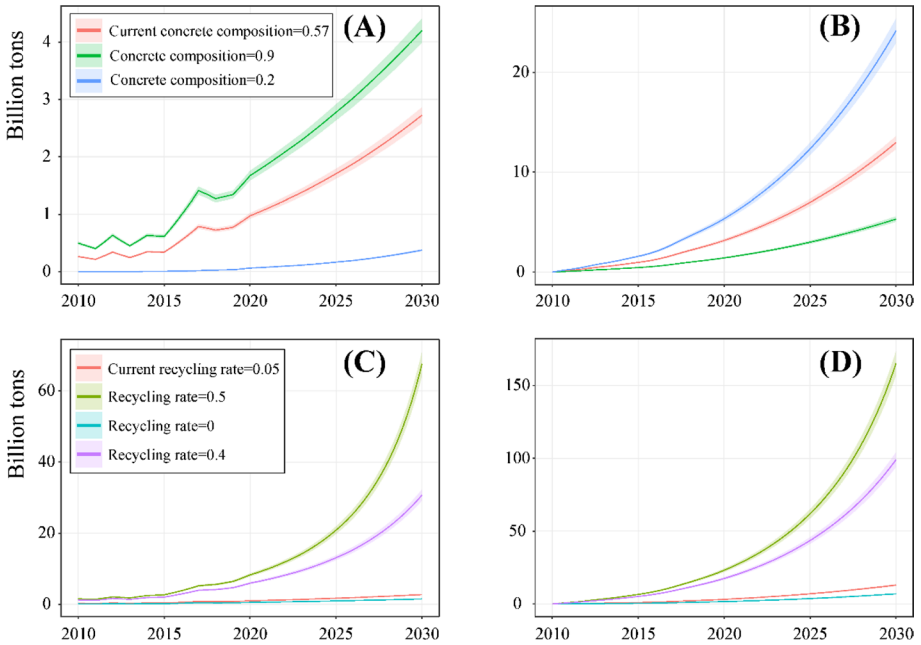 (A)
Current concrete composition=0.57
Concrete composition=0.9
Concrete composition=0.2
Billion tons
4
3
2
1
0
2010 2015 2020 2025 2030
(B)
20
10
0
2010 2015 2020 2025 2030
(C)
Current recycling rate=0.05
Recycling rate=0.5
Recycling rate=0
Recycling rate=0.4
Billion tons
60
40
20
0
2010 2015 2020 2025 2030
(D)
150
100
50
0
2010 2015 2020 2025 2030